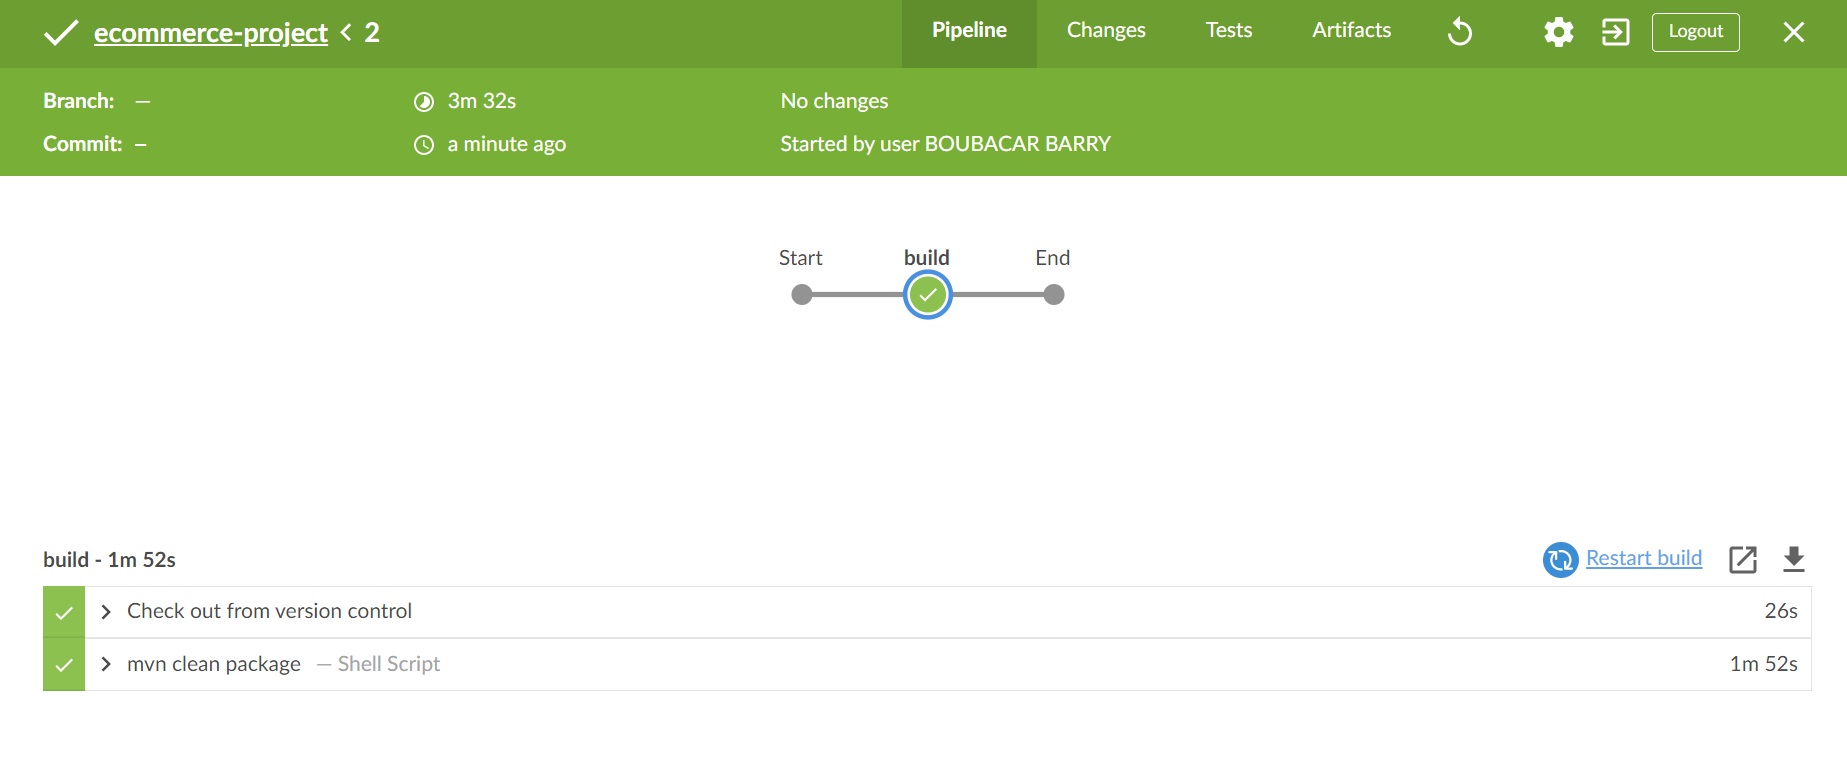 ecommerce-project < 2
Pipeline Changes Tests Artifacts Logout
Branch: —
3m 32s
No changes
Commit: –
a minute ago
Started by user BOUBACAR BARRY
Start build End
build - 1m 52s
Restart build
Check out from version control 26s
mvn clean package — Shell Script 1m 52s